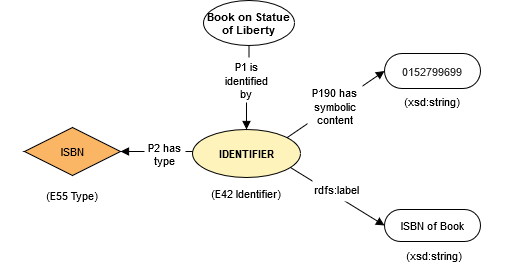 Book on Statue
of Liberty
P1 is
identified
by
P190 has
symbolic
content
0152799699
(xsd:string)
ISBN
(E55 Type)
P2 has
type
IDENTIFIER
(E42 Identifier)
rdfs:label
ISBN of Book
(xsd:string)